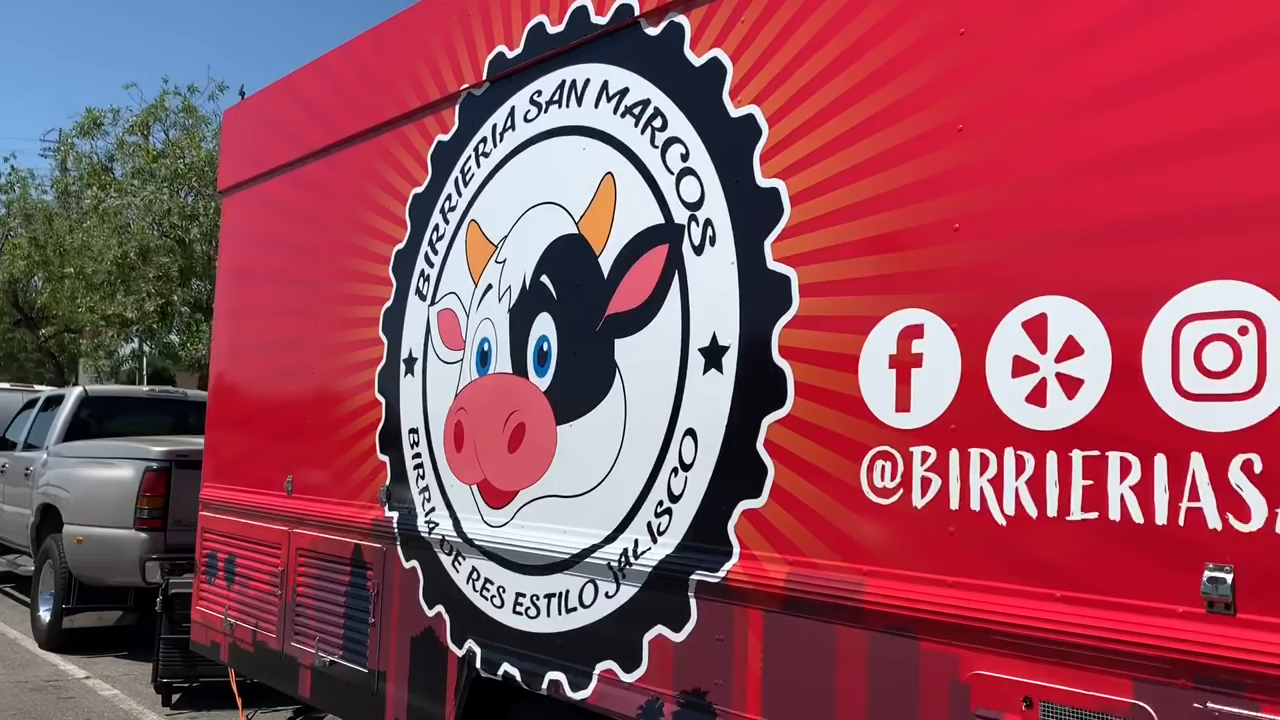 BIRRIERIA SAN MARCOS
BIRRIA DE RES ESTILO JALISCO
@BIRRIERIAS